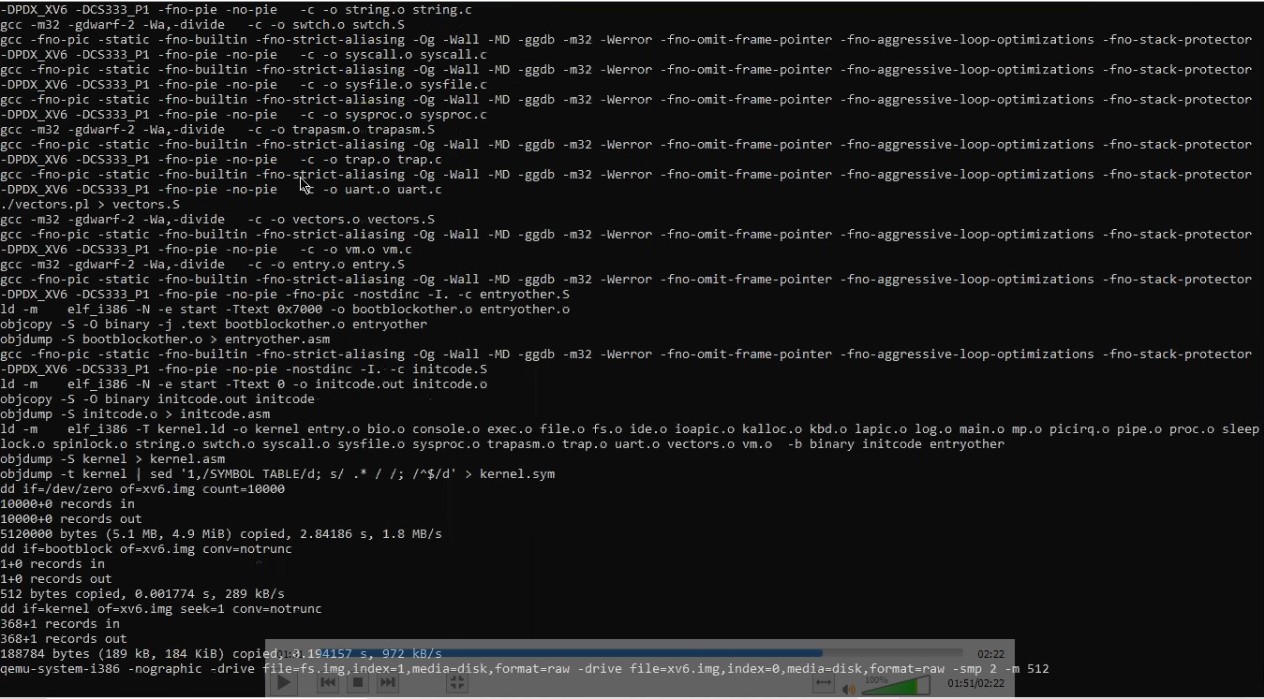 -DPDX_XV6 -DCS333_P1 -fno-pie -no-pie   -c -o string.o string.c
gcc -m32 -gdwarf-2 -Wa,-divide   -c -o swtch.o swtch.S
gcc -fno-pic -static -fno-builtin -fno-strict-aliasing -Og -Wall -MD -ggdb -m32 -Werror -fno-omit-frame-pointer -fno-aggressive-loop-optimizations -fno-stack-protector
-DPDX_XV6 -DCS333_P1 -fno-pie -no-pie   -c -o syscall.o syscall.c
gcc -fno-pic -static -fno-builtin -fno-strict-aliasing -Og -Wall -MD -ggdb -m32 -Werror -fno-omit-frame-pointer -fno-aggressive-loop-optimizations -fno-stack-protector
-DPDX_XV6 -DCS333_P1 -fno-pie -no-pie   -c -o sysfile.o sysfile.c
gcc -fno-pic -static -fno-builtin -fno-strict-aliasing -Og -Wall -MD -ggdb -m32 -Werror -fno-omit-frame-pointer -fno-aggressive-loop-optimizations -fno-stack-protector
-DPDX_XV6 -DCS333_P1 -fno-pie -no-pie   -c -o sysproc.o sysproc.c
gcc -m32 -gdwarf-2 -Wa,-divide   -c -o trapasm.o trapasm.S
gcc -fno-pic -static -fno-builtin -fno-strict-aliasing -Og -Wall -MD -ggdb -m32 -Werror -fno-omit-frame-pointer -fno-aggressive-loop-optimizations -fno-stack-protector
-DPDX_XV6 -DCS333_P1 -fno-pie -no-pie   -c -o trap.o trap.c
gcc -fno-pic -static -fno-builtin -fno-strict-aliasing -Og -Wall -MD -ggdb -m32 -Werror -fno-omit-frame-pointer -fno-aggressive-loop-optimizations -fno-stack-protector
-DPDX_XV6 -DCS333_P1 -fno-pie -no-pie   -c -o uart.o uart.c
./vectors.pl > vectors.S
gcc -m32 -gdwarf-2 -Wa,-divide   -c -o vectors.o vectors.S
gcc -fno-pic -static -fno-builtin -fno-strict-aliasing -Og -Wall -MD -ggdb -m32 -Werror -fno-omit-frame-pointer -fno-aggressive-loop-optimizations -fno-stack-protector
-DPDX_XV6 -DCS333_P1 -fno-pie -no-pie   -c -o vm.o vm.c
gcc -m32 -gdwarf-2 -Wa,-divide   -c -o entry.o entry.S
gcc -fno-pic -static -fno-builtin -fno-strict-aliasing -Og -Wall -MD -ggdb -m32 -Werror -fno-omit-frame-pointer -fno-aggressive-loop-optimizations -fno-stack-protector
-DPDX_XV6 -DCS333_P1 -fno-pie -no-pie -fno-pic -nostdinc -I. -c entryother.S
ld -m    elf_i386 -N -e start -Ttext 0x7000 -o bootblockother.o entryother.o
objcopy -S -O binary -j .text bootblockother.o entryother
objdump -S bootblockother.o > entryother.asm
gcc -fno-pic -static -fno-builtin -fno-strict-aliasing -Og -Wall -MD -ggdb -m32 -Werror -fno-omit-frame-pointer -fno-aggressive-loop-optimizations -fno-stack-protector
-DPDX_XV6 -DCS333_P1 -fno-pie -no-pie -nostdinc -I. -c initcode.S
ld -m    elf_i386 -N -e start -Ttext 0 -o initcode.out initcode.o
objcopy -S -O binary initcode.out initcode
objdump -S initcode.o > initcode.asm
ld -m    elf_i386 -T kernel.ld -o kernel entry.o bio.o console.o exec.o file.o fs.o ide.o ioapic.o kalloc.o kbd.o lapic.o log.o main.o mp.o picirq.o pipe.o proc.o sleep
lock.o spinlock.o string.o swtch.o syscall.o sysfile.o sysproc.o trapasm.o trap.o uart.o vectors.o vm.o  -b binary initcode entryother
objdump -S kernel > kernel.asm
objdump -t kernel | sed '1,/SYMBOL TABLE/d; s/ .* / /; /^$/d' > kernel.sym
dd if=/dev/zero of=xv6.img count=10000
10000+0 records in
10000+0 records out
5120000 bytes (5.1 MB, 4.9 MiB) copied, 2.84186 s, 1.8 MB/s
dd if=bootblock of=xv6.img conv=notrunc
1+0 records in
1+0 records out
512 bytes copied, 0.001774 s, 289 kB/s
dd if=kernel of=xv6.img seek=1 conv=notrunc
368+1 records in
368+1 records out
188784 bytes (189 kB, 184 KiB) copied, 0.194157 s, 972 kB/s
02:22
qemu-system-i386 -nographic -drive file=fs.img,index=1,media=disk,format=raw -drive file=xv6.img,index=0,media=disk,format=raw -smp 2 -m 512
100%
01:51/02:22